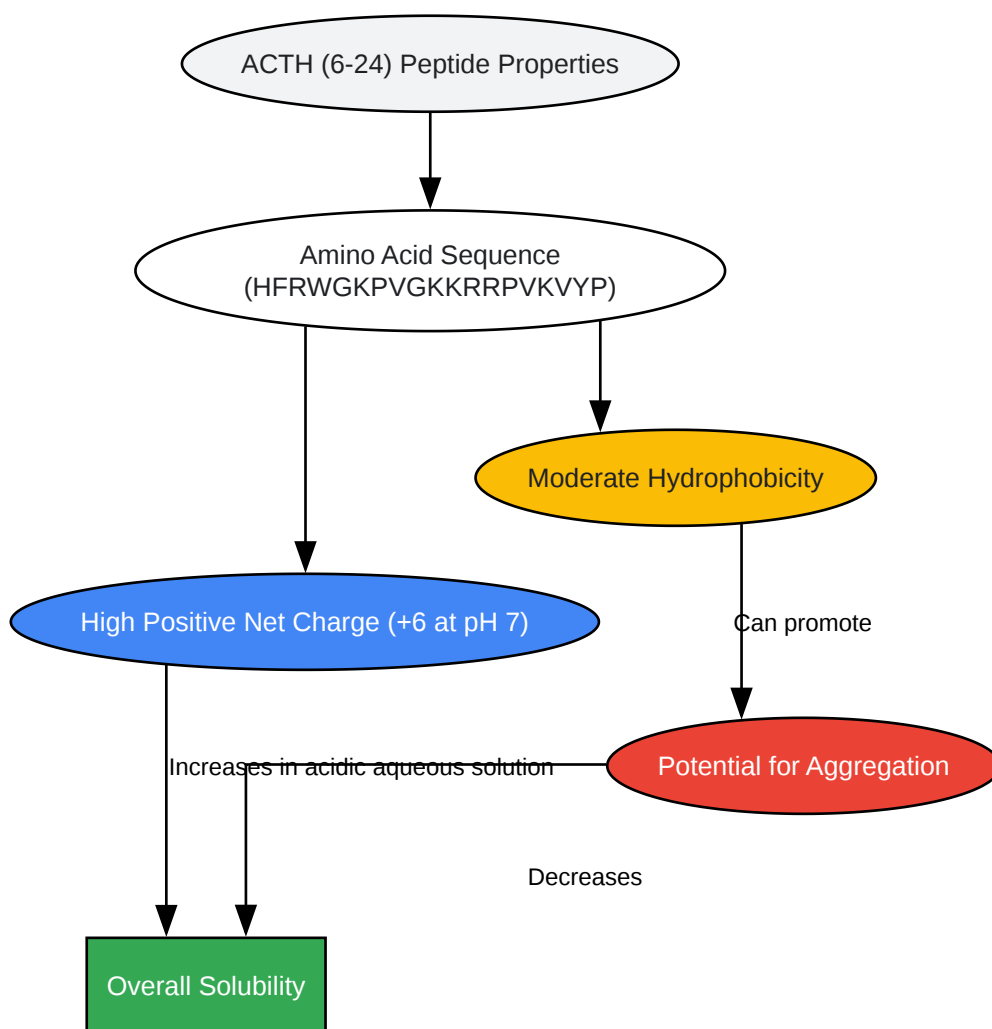 ACTH (6-24) Peptide Properties
Amino Acid Sequence
(HFRWGKPVGKKRRPVKVYP)
Moderate Hydrophobicity
High Positive Net Charge (+6 at pH 7)
Can promote
Increases in acidic aqueous solution
Potential for Aggregation
Decreases
Overall Solubility